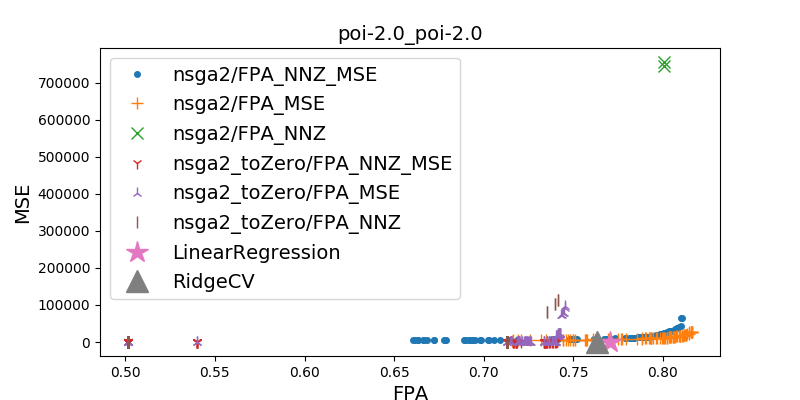 poi-2.0_poi-2.0
nsga2/FPA_NNZ_MSE
nsga2/FPA_MSE
nsga2/FPA_NNZ
nsga2_toZero/FPA_NNZ_MSE
nsga2_toZero/FPA_MSE
nsga2_toZero/FPA_NNZ
LinearRegression
RidgeCV
MSE
700000
600000
500000
400000
300000
200000
100000
0
0.50 0.55 0.60 0.65 0.70 0.75 0.80
FPA